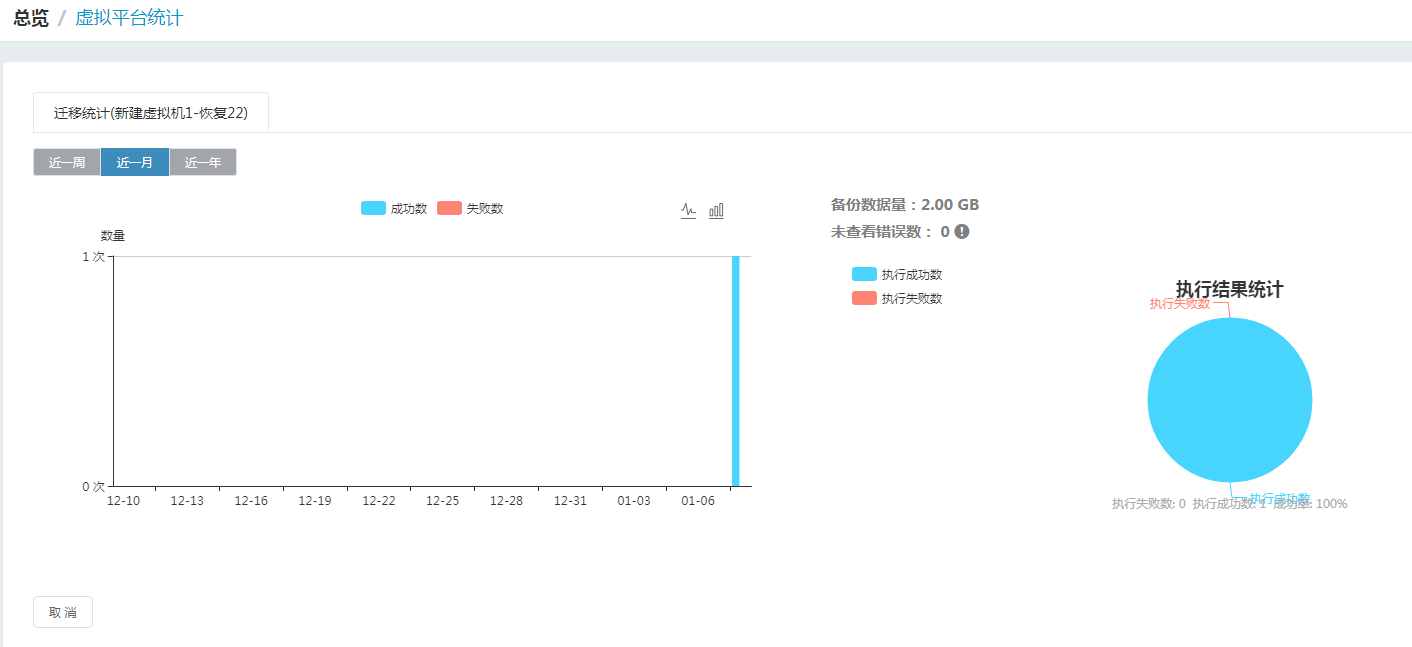 总览 / 虚拟平台统计
迁移统计(新建虚拟机1-恢复22)
近一周 近一月 近一年
成功数 失败数
数量
1 次
0 次
12-10 12-13 12-16 12-19 12-22 12-25 12-28 12-31 01-03 01-06
备份数据量：2.00 GB
未查看错误数： 0
执行成功数
执行失败数
执行结果统计
执行失败数
执行成功数
执行失败数: 0 执行成功数: 1 成功率: 100%
取 消